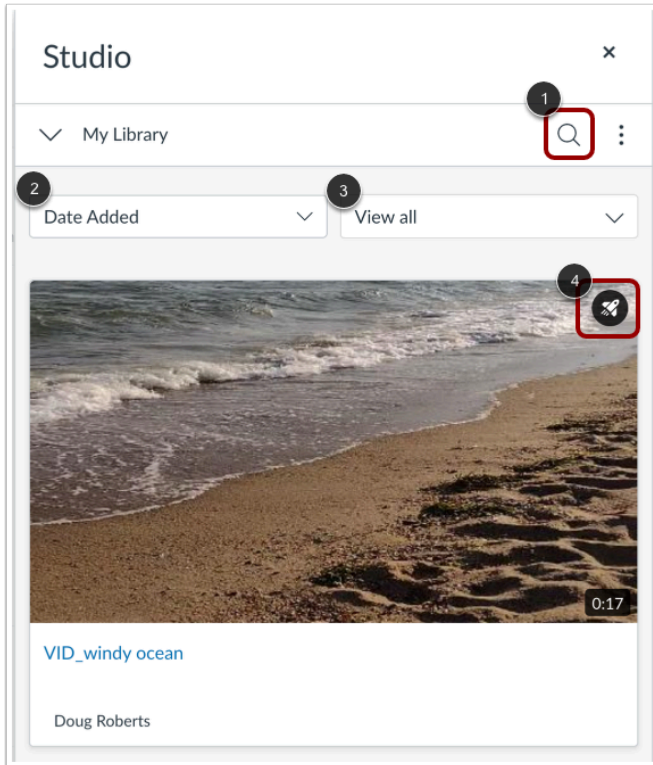 Studio
1
My Library
2
3
Date Added
View all
4
0:17
VID_windy ocean
Doug Roberts